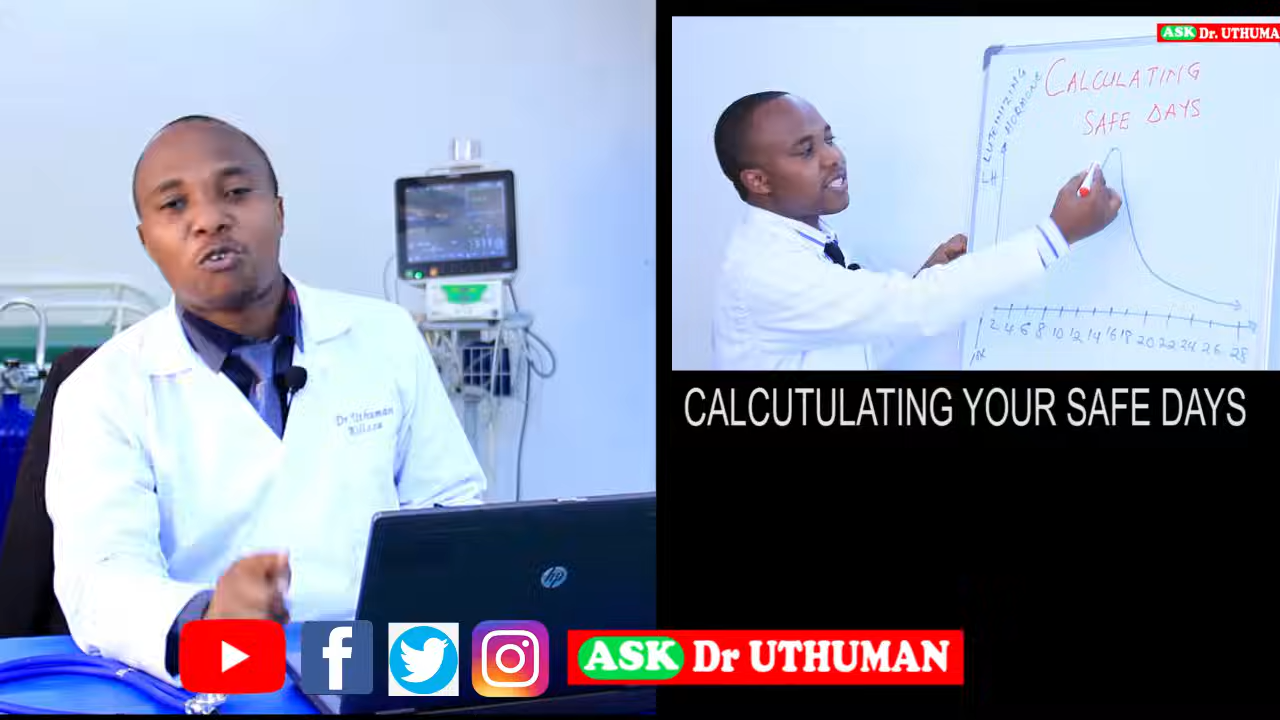 Dr Uthuman
hp
ASK Dr UTHUMAN
ASK Dr. UTHUMA
CALCULATING
SAFE DAYS
LUTEINIZING
HORMONE
LH
2 4 6 8 10 12 14 16 18 20 22 24 26 28
CALCUTULATING YOUR SAFE DAYS